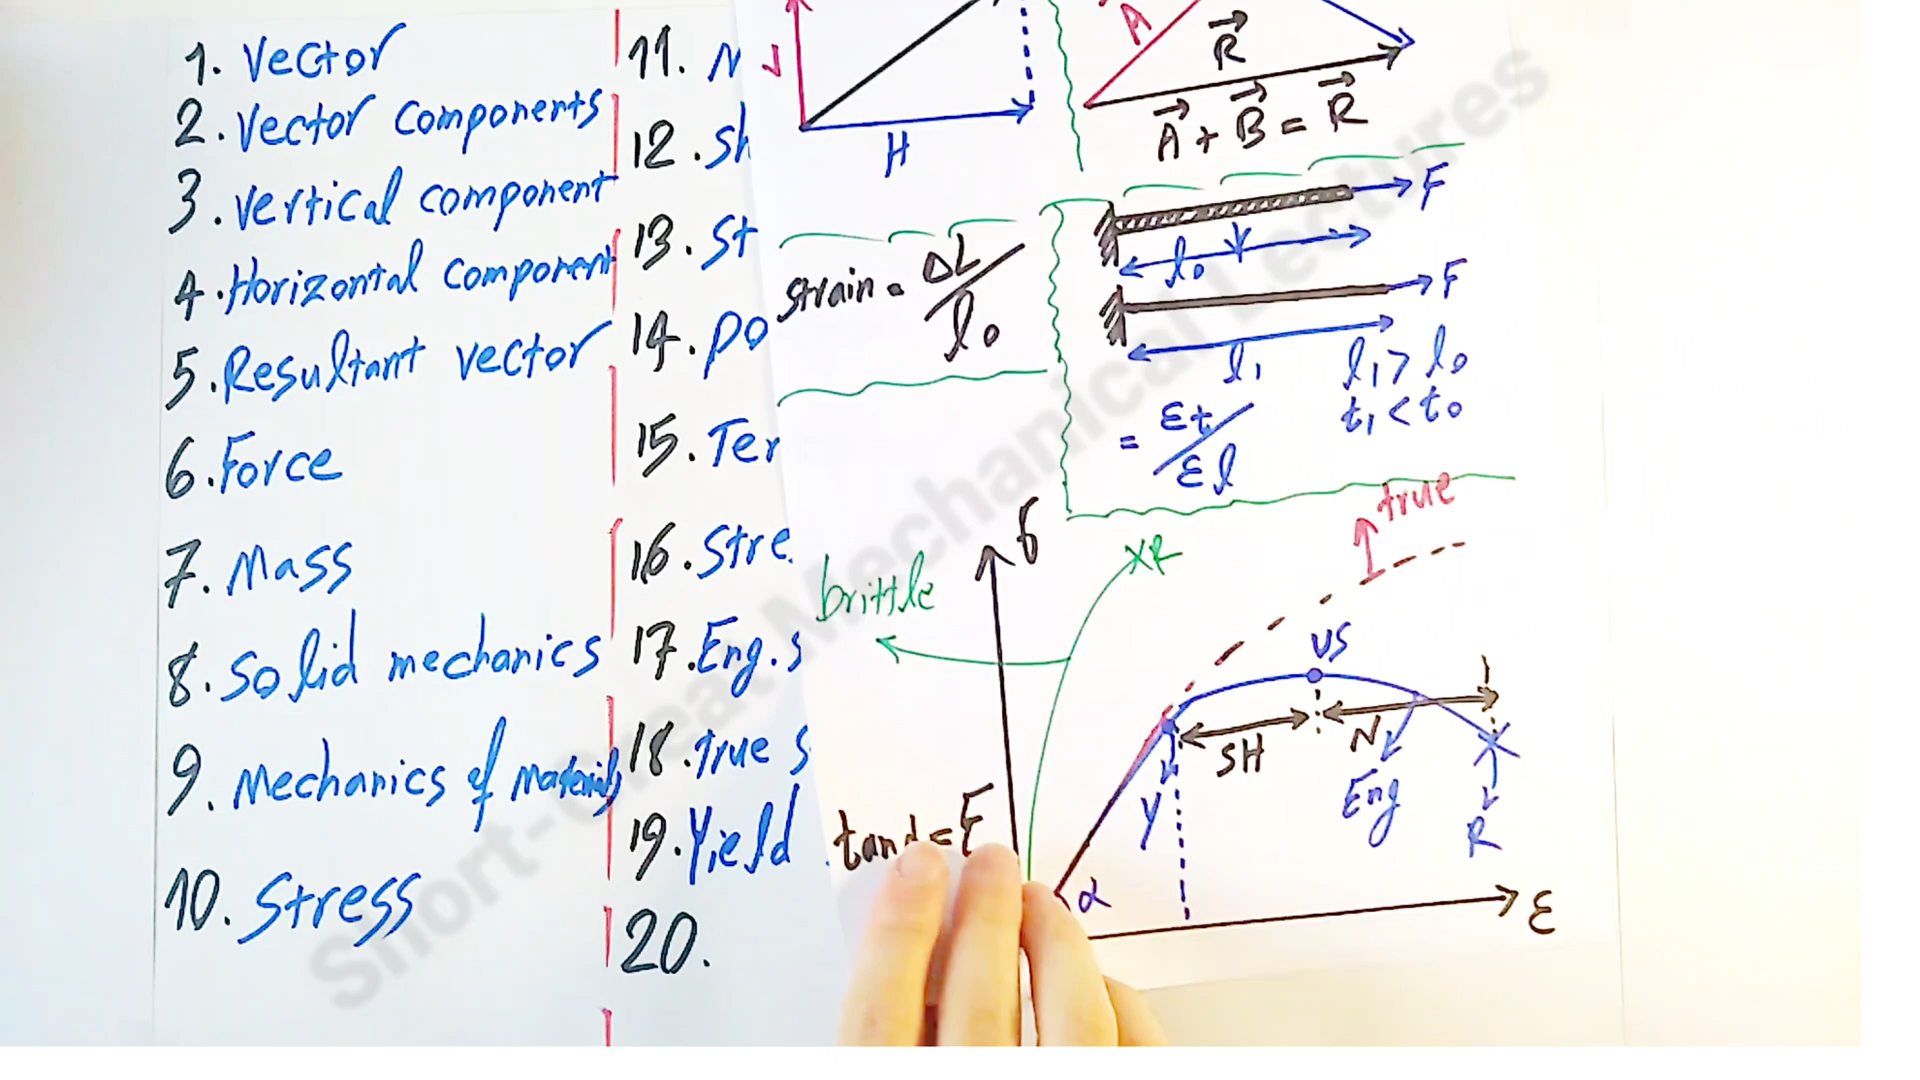 1. Vector
2. Vector components
3. Vertical component
4. Horizontal component
5. Resultant vector
6. Force
7. Mass
8. Solid mechanics
9. Mechanics of materials
10. Stress
11. N
12. Sh
13. St
14. Po
15. Ter
16. Stre
17. Eng. s
18. true s
19. Yield
20.
H
A
R
A + B = R
strain = ΔL/l₀
F
l₀
F
l₁
l₁ > l₀
t₁ < t₀
= εt/εl
true
σ
XR
brittle
US
SH
N
Y
Eng
R
tanα = E
α
ε
Short-Great Mechanical Lectures